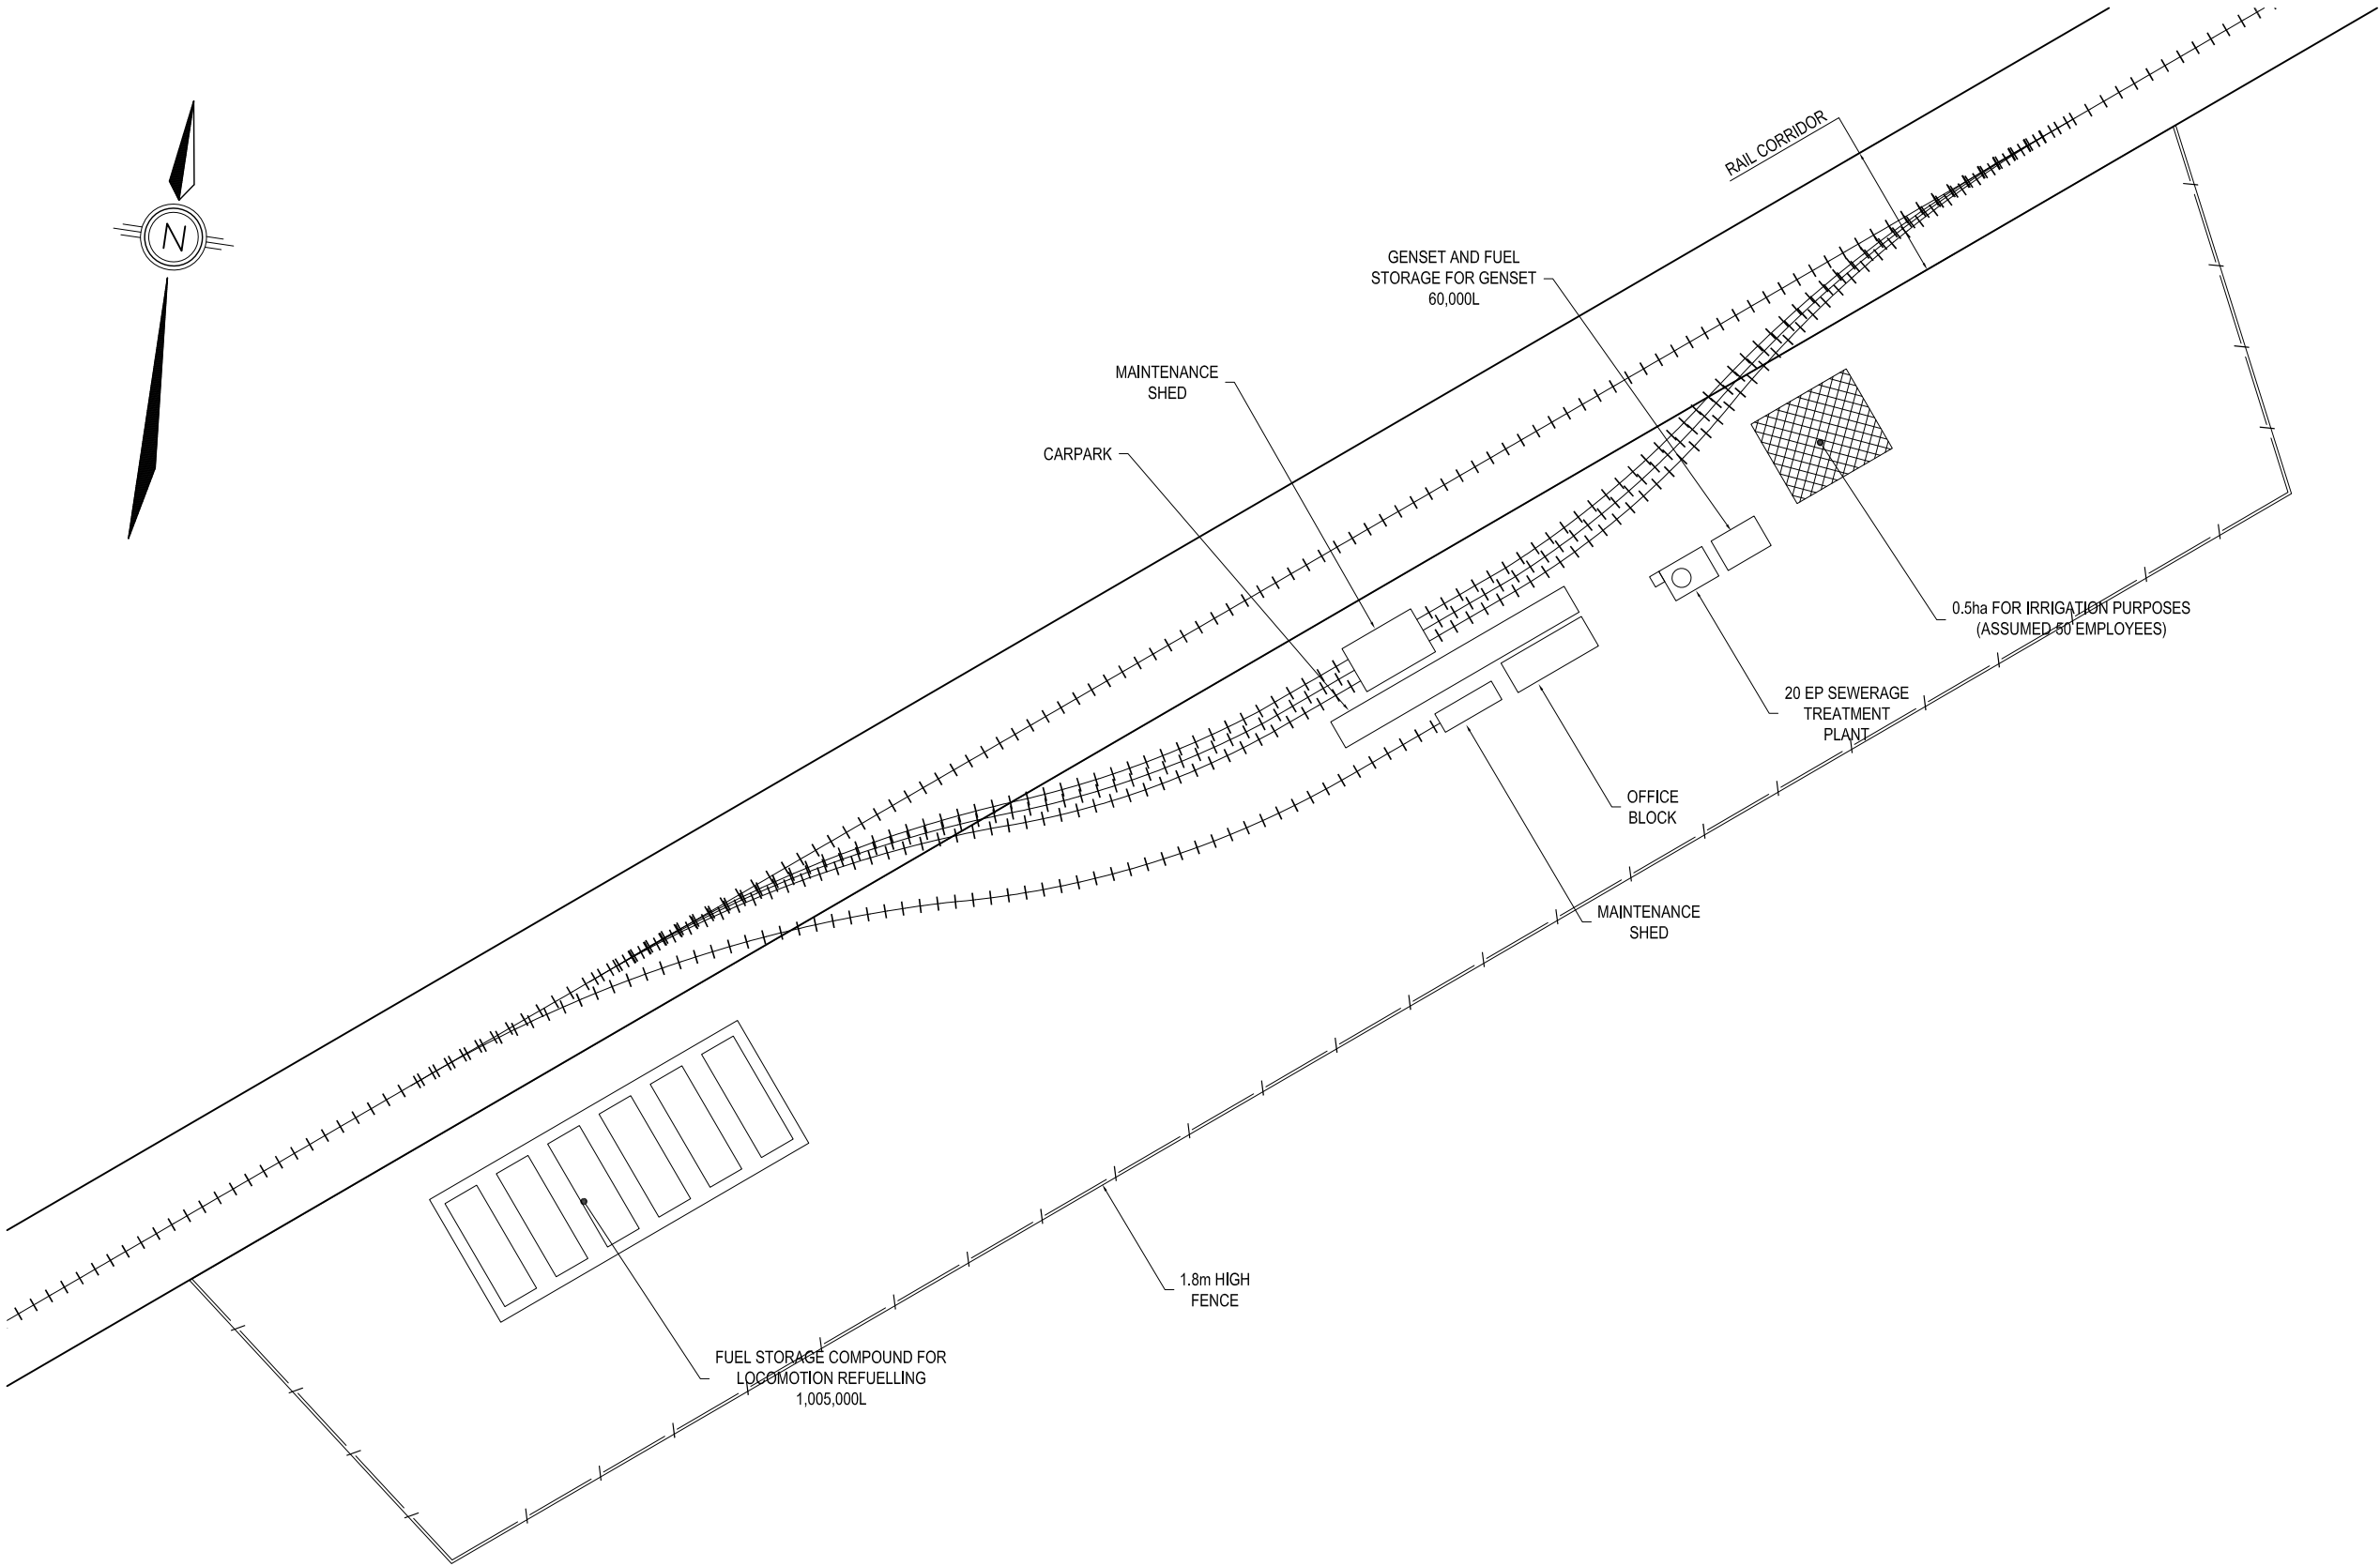 N
RAIL CORRIDOR
GENSET AND FUEL
STORAGE FOR GENSET
60,000L
MAINTENANCE
SHED
CARPARK
0.5ha FOR IRRIGATION PURPOSES
(ASSUMED 50 EMPLOYEES)
20 EP SEWERAGE
TREATMENT
PLANT
OFFICE
BLOCK
MAINTENANCE
SHED
1.8m HIGH
FENCE
FUEL STORAGE COMPOUND FOR
LOCOMOTION REFUELLING
1,005,000L